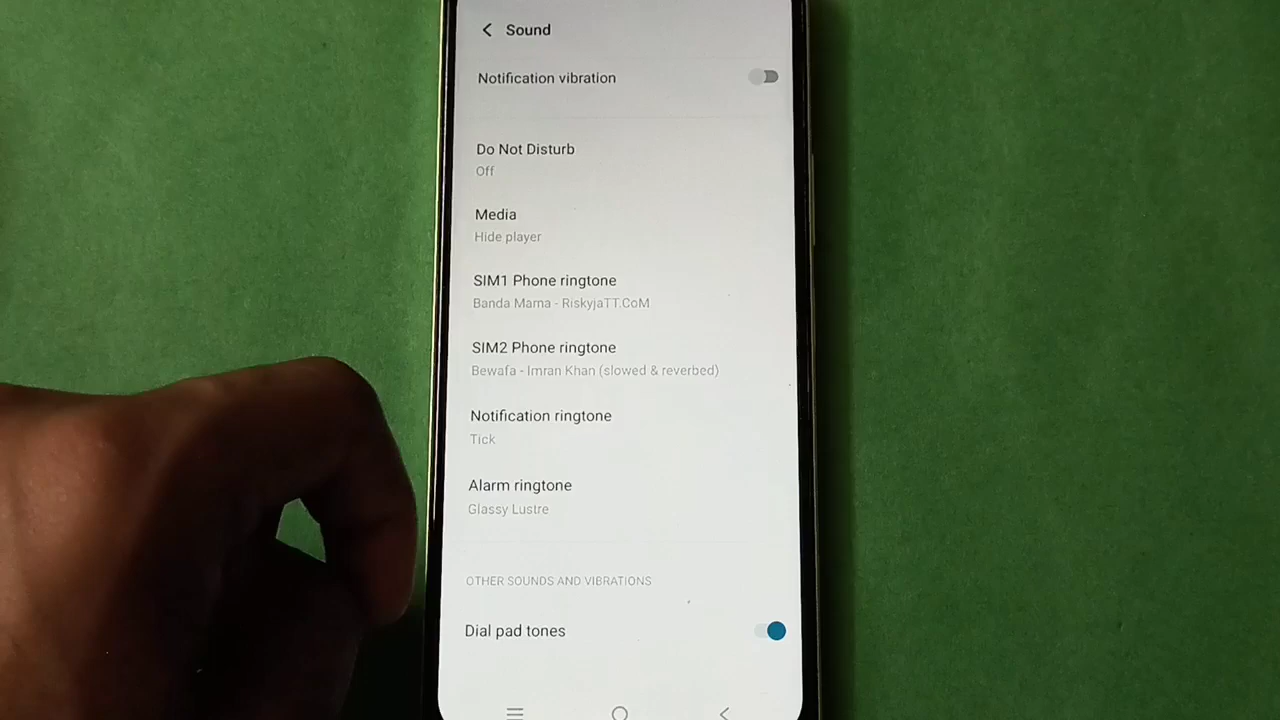 Sound
Notification vibration
Do Not Disturb
Off
Media
Hide player
SIM1 Phone ringtone
Banda Mama - RiskyjaTT.CoM
SIM2 Phone ringtone
Bewafa - Imran Khan (slowed & reverbed)
Notification ringtone
Tick
Alarm ringtone
Glassy Lustre
OTHER SOUNDS AND VIBRATIONS
Dial pad tones